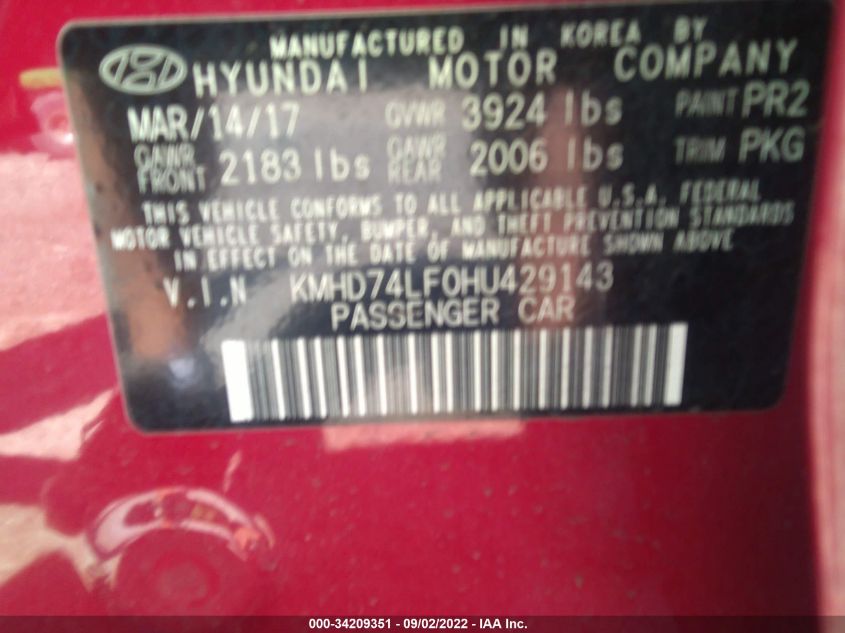 MANUFACTURED IN KOREA BY
HYUNDAI MOTOR COMPANY
MAR/14/17 GVWR 3924 lbs PAINT PR2
GAWR FRONT 2183 lbs GAWR REAR 2006 lbs TRIM PKG
THIS VEHICLE CONFORMS TO ALL APPLICABLE U.S.A. FEDERAL
MOTOR VEHICLE SAFETY, BUMPER, AND THEFT PREVENTION STANDARDS
IN EFFECT ON THE DATE OF MANUFACTURE SHOWN ABOVE
V.I.N KMHD74LF0HU429143
PASSENGER CAR
000-34209351 - 09/02/2022 - IAA Inc.